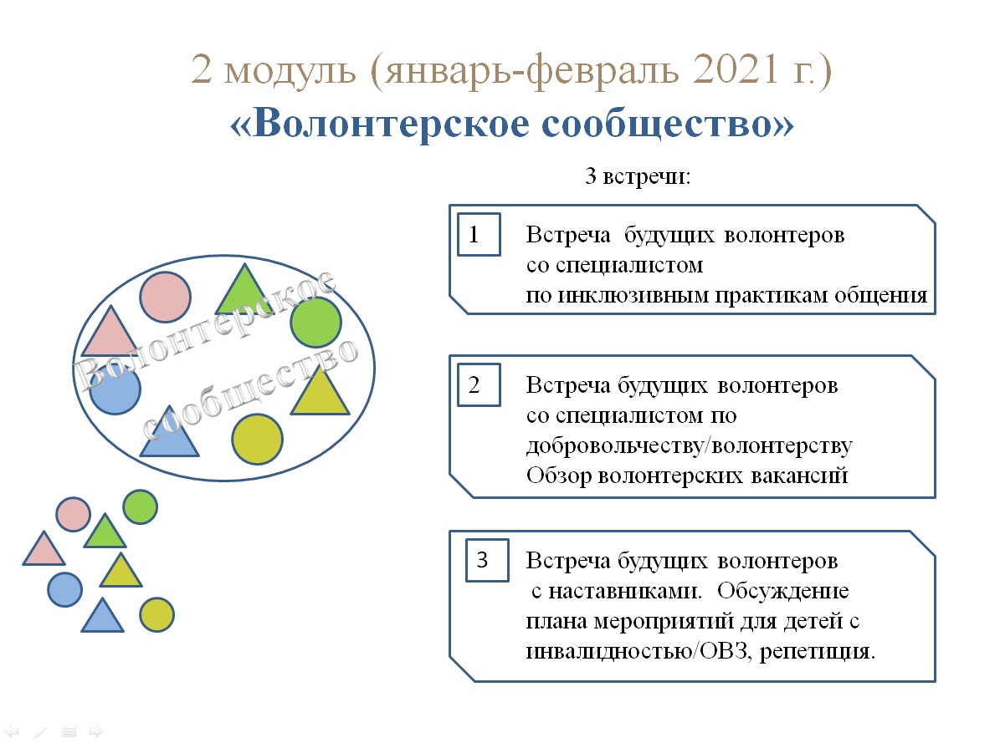 2 модуль (январь-февраль 2021 г.)
«Волонтерское сообщество»
3 встречи:
1
Встреча будущих волонтеров
со специалистом
по инклюзивным практикам общения
Волонтерское
сообщество
2
Встреча будущих волонтеров
со специалистом по
добровольчеству/волонтерству
Обзор волонтерских вакансий
3
Встреча будущих волонтеров
с наставниками. Обсуждение
плана мероприятий для детей с
инвалидностью/ОВЗ, репетиция.